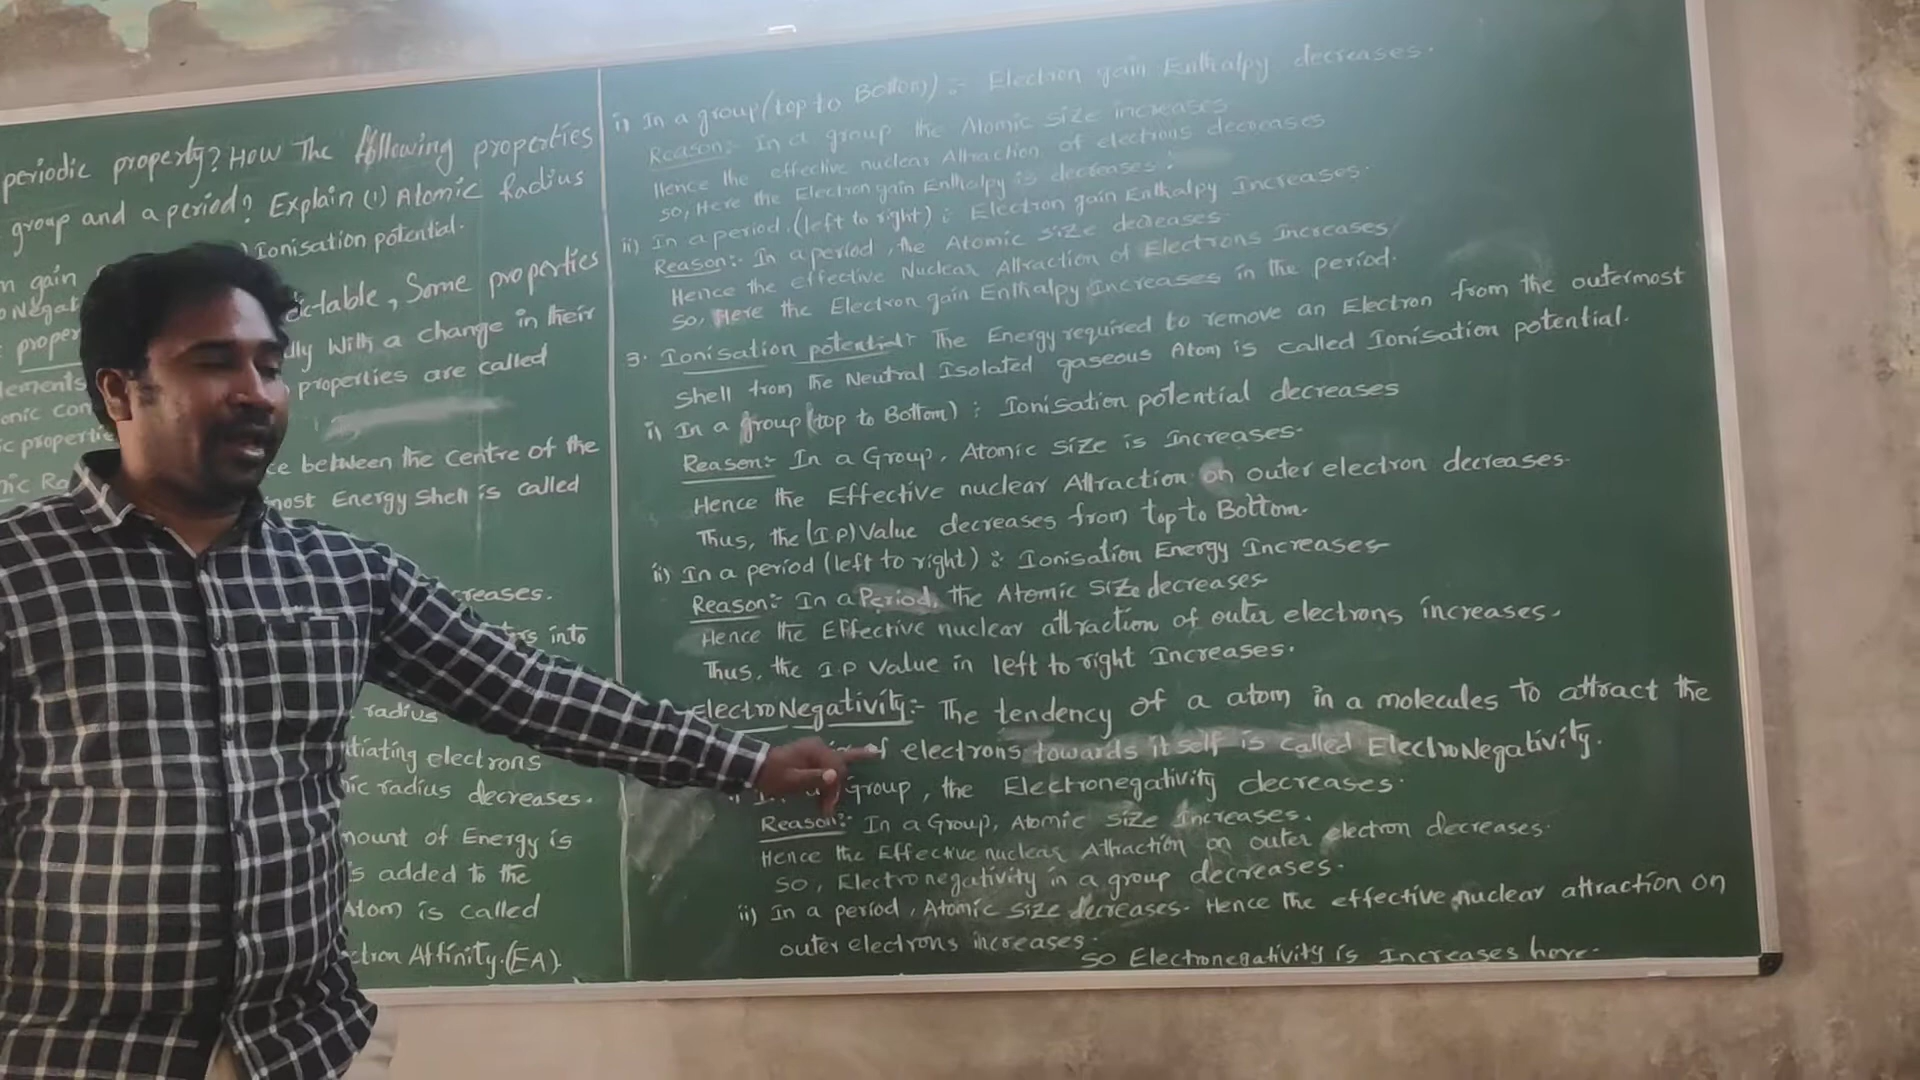 periodic property? How The following properties
group and a period? Explain (1) Atomic Radius
n gain
Ionisation potential.
Negat
c-table, Some properties
proper
lly With a change in their
lements
properties are called
onic con
c properti
ce between the centre of the
ic Ra
most Energy Shell is called
creases.
rs into
radius
tiating electrons
ic radius decreases.
mount of Energy is
s added to the
Atom is called
ctron Affinity.(EA).
i) In a group (top to Bottom) :- Electron gain Enthalpy decreases.
Reason:- In a group the Atomic size increases
Hence the effective nuclear Attraction of electrons decreases
so, Here the Electron gain Enthalpy is decreases.
ii) In a period.(left to right) : Electron gain Enthalpy Increases.
Reason:- In a period, the Atomic size decreases
Hence the effective Nuclear Attraction of Electrons Increases
So, Here the Electron gain Enthalpy Increases in the period.
3. Ionisation potential:- The Energy required to remove an Electron from the outermost
shell from the Neutral Isolated gaseous Atom is called Ionisation potential.
i) In a group (top to Bottom) : Ionisation potential decreases
Reason:- In a Group, Atomic size is Increases.
Hence the Effective nuclear Attraction on outer electron decreases.
Thus, the (I.P) Value decreases from top to Bottom.
ii) In a period (left to right) : Ionisation Energy Increases
Reason:- In a Period, the Atomic Size decreases
Hence the Effective nuclear attraction of outer electrons increases.
Thus, the I.P Value in left to right Increases.
ElectroNegativity:- The tendency of a atom in a molecules to attract the
of electrons towards itself is called ElectroNegativity.
group, the Electronegativity decreases.
Reason:- In a Group, Atomic size Increases.
Hence the Effective nuclear Attraction on outer electron decreases.
So, Electronegativity in a group decreases.
ii) In a period, Atomic size decreases. Hence the effective nuclear attraction on
outer electrons increases.
so Electronegativity is Increases here.